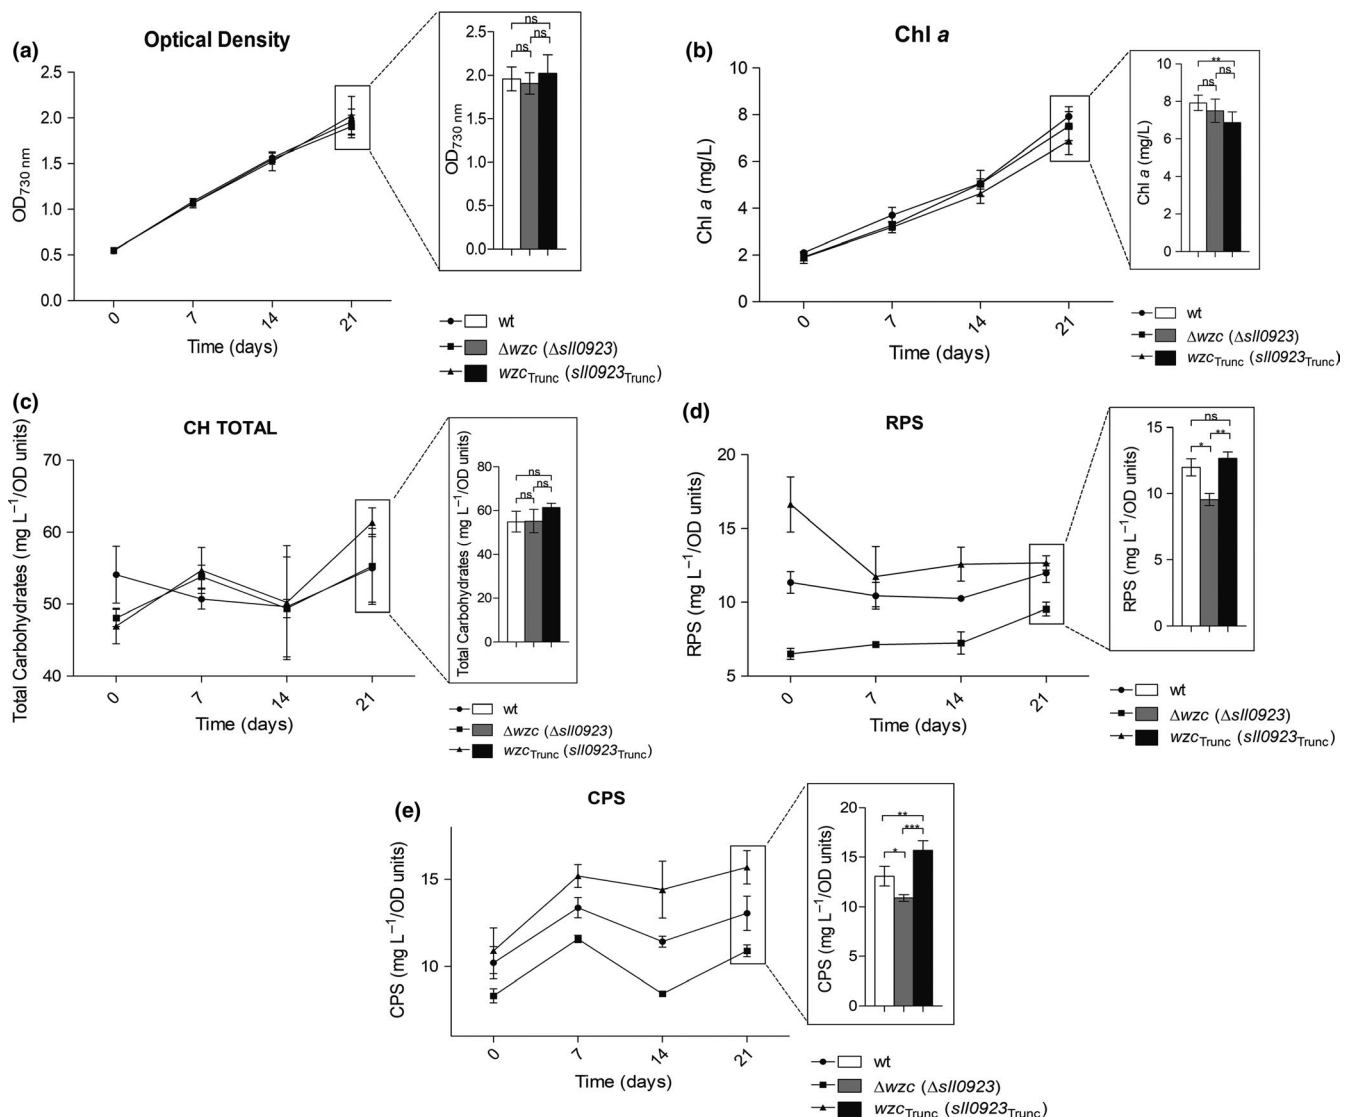 (a)
Optical Density
OD730 nm
2.5
2.0
1.5
1.0
0.5
0.0
0
7
14
21
Time (days)
OD730 nm
2.5
2.0
1.5
1.0
0.5
0.0
ns
ns
ns
wt
Δwzc (Δsll0923)
wzcTrunc (sll0923Trunc)
(b)
Chl a
Chl a (mg/L)
10
8
6
4
2
0
0
7
14
21
Time (days)
Chl a (mg/L)
10
8
6
4
2
0
**
ns
ns
wt
Δwzc (Δsll0923)
wzcTrunc (sll0923Trunc)
(c)
CH TOTAL
Total Carbohydrates (mg L−1/OD units)
70
60
50
40
0
7
14
21
Time (days)
Total Carbohydrates (mg L−1/OD units)
80
60
40
20
0
ns
ns
ns
wt
Δwzc (Δsll0923)
wzcTrunc (sll0923Trunc)
(d)
RPS
RPS (mg L−1/OD units)
20
15
10
5
0
7
14
21
Time (days)
RPS (mg L−1/OD units)
15
10
5
0
ns
*
**
wt
Δwzc (Δsll0923)
wzcTrunc (sll0923Trunc)
(e)
CPS
CPS (mg L−1/OD units)
15
10
0
7
14
21
Time (days)
CPS (mg L−1/OD units)
20
15
10
5
0
**
***
*
wt
Δwzc (Δsll0923)
wzcTrunc (sll0923Trunc)